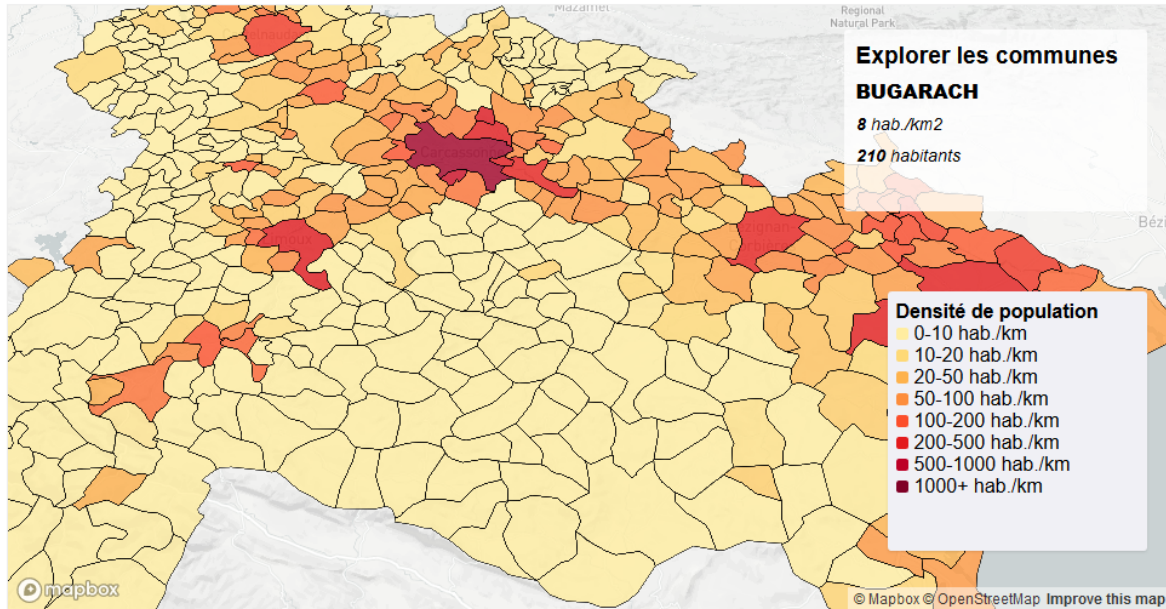 Mazamet
Regional
Natural Park
Explorer les communes
BUGARACH
8 hab./km2
210 habitants
Carcassonne
Limoux
Lézignan-
Corbières
Bézi
Densité de population
0-10 hab./km
10-20 hab./km
20-50 hab./km
50-100 hab./km
100-200 hab./km
200-500 hab./km
500-1000 hab./km
1000+ hab./km
mapbox
© Mapbox © OpenStreetMap Improve this map